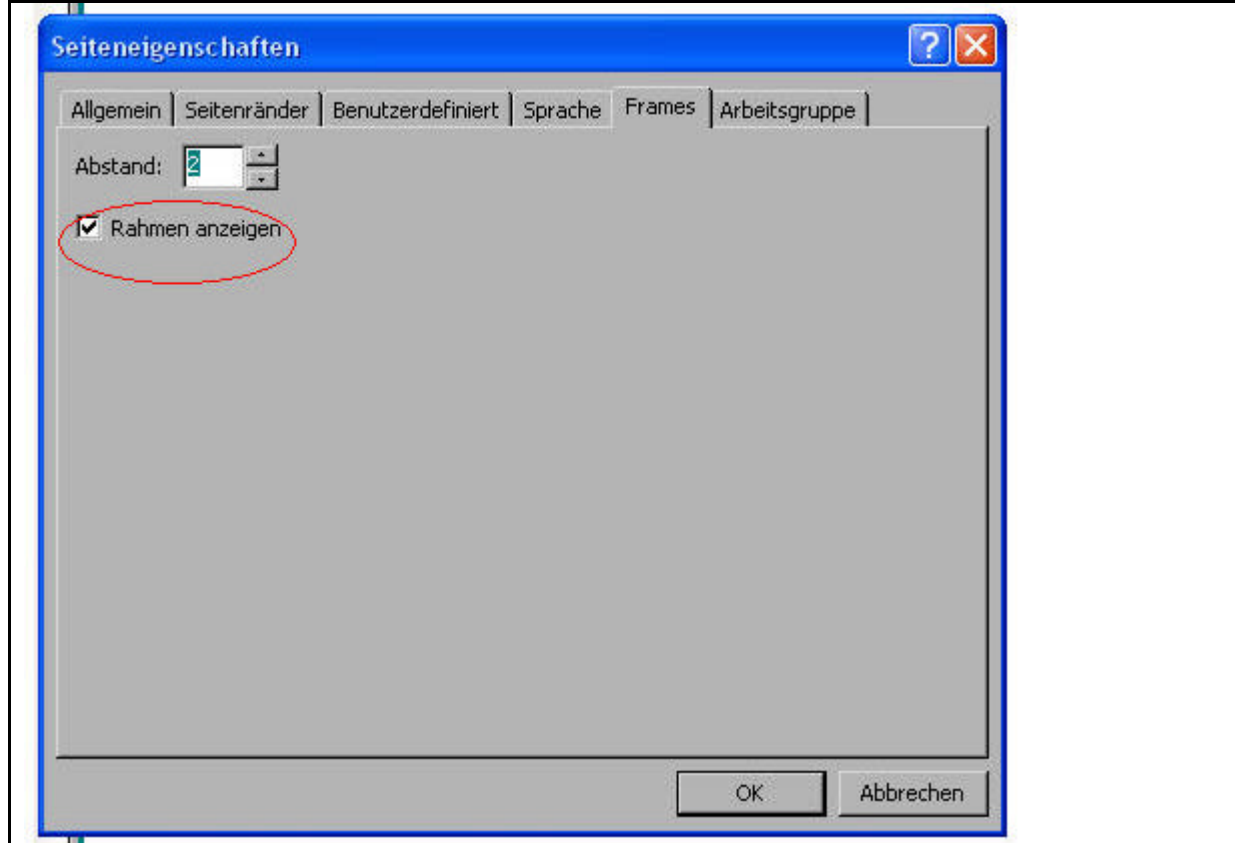 Seiteneigenschaften
Allgemein Seitenränder Benutzerdefiniert Sprache Frames Arbeitsgruppe
Abstand: 2
Rahmen anzeigen
OK Abbrechen